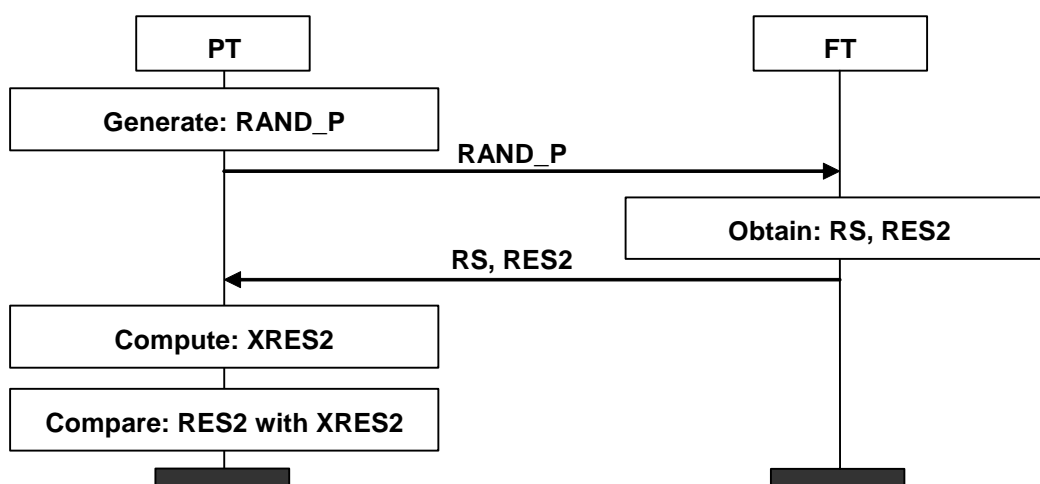 PT
FT
Generate: RAND_P
RAND_P
Obtain: RS, RES2
RS, RES2
Compute: XRES2
Compare: RES2 with XRES2